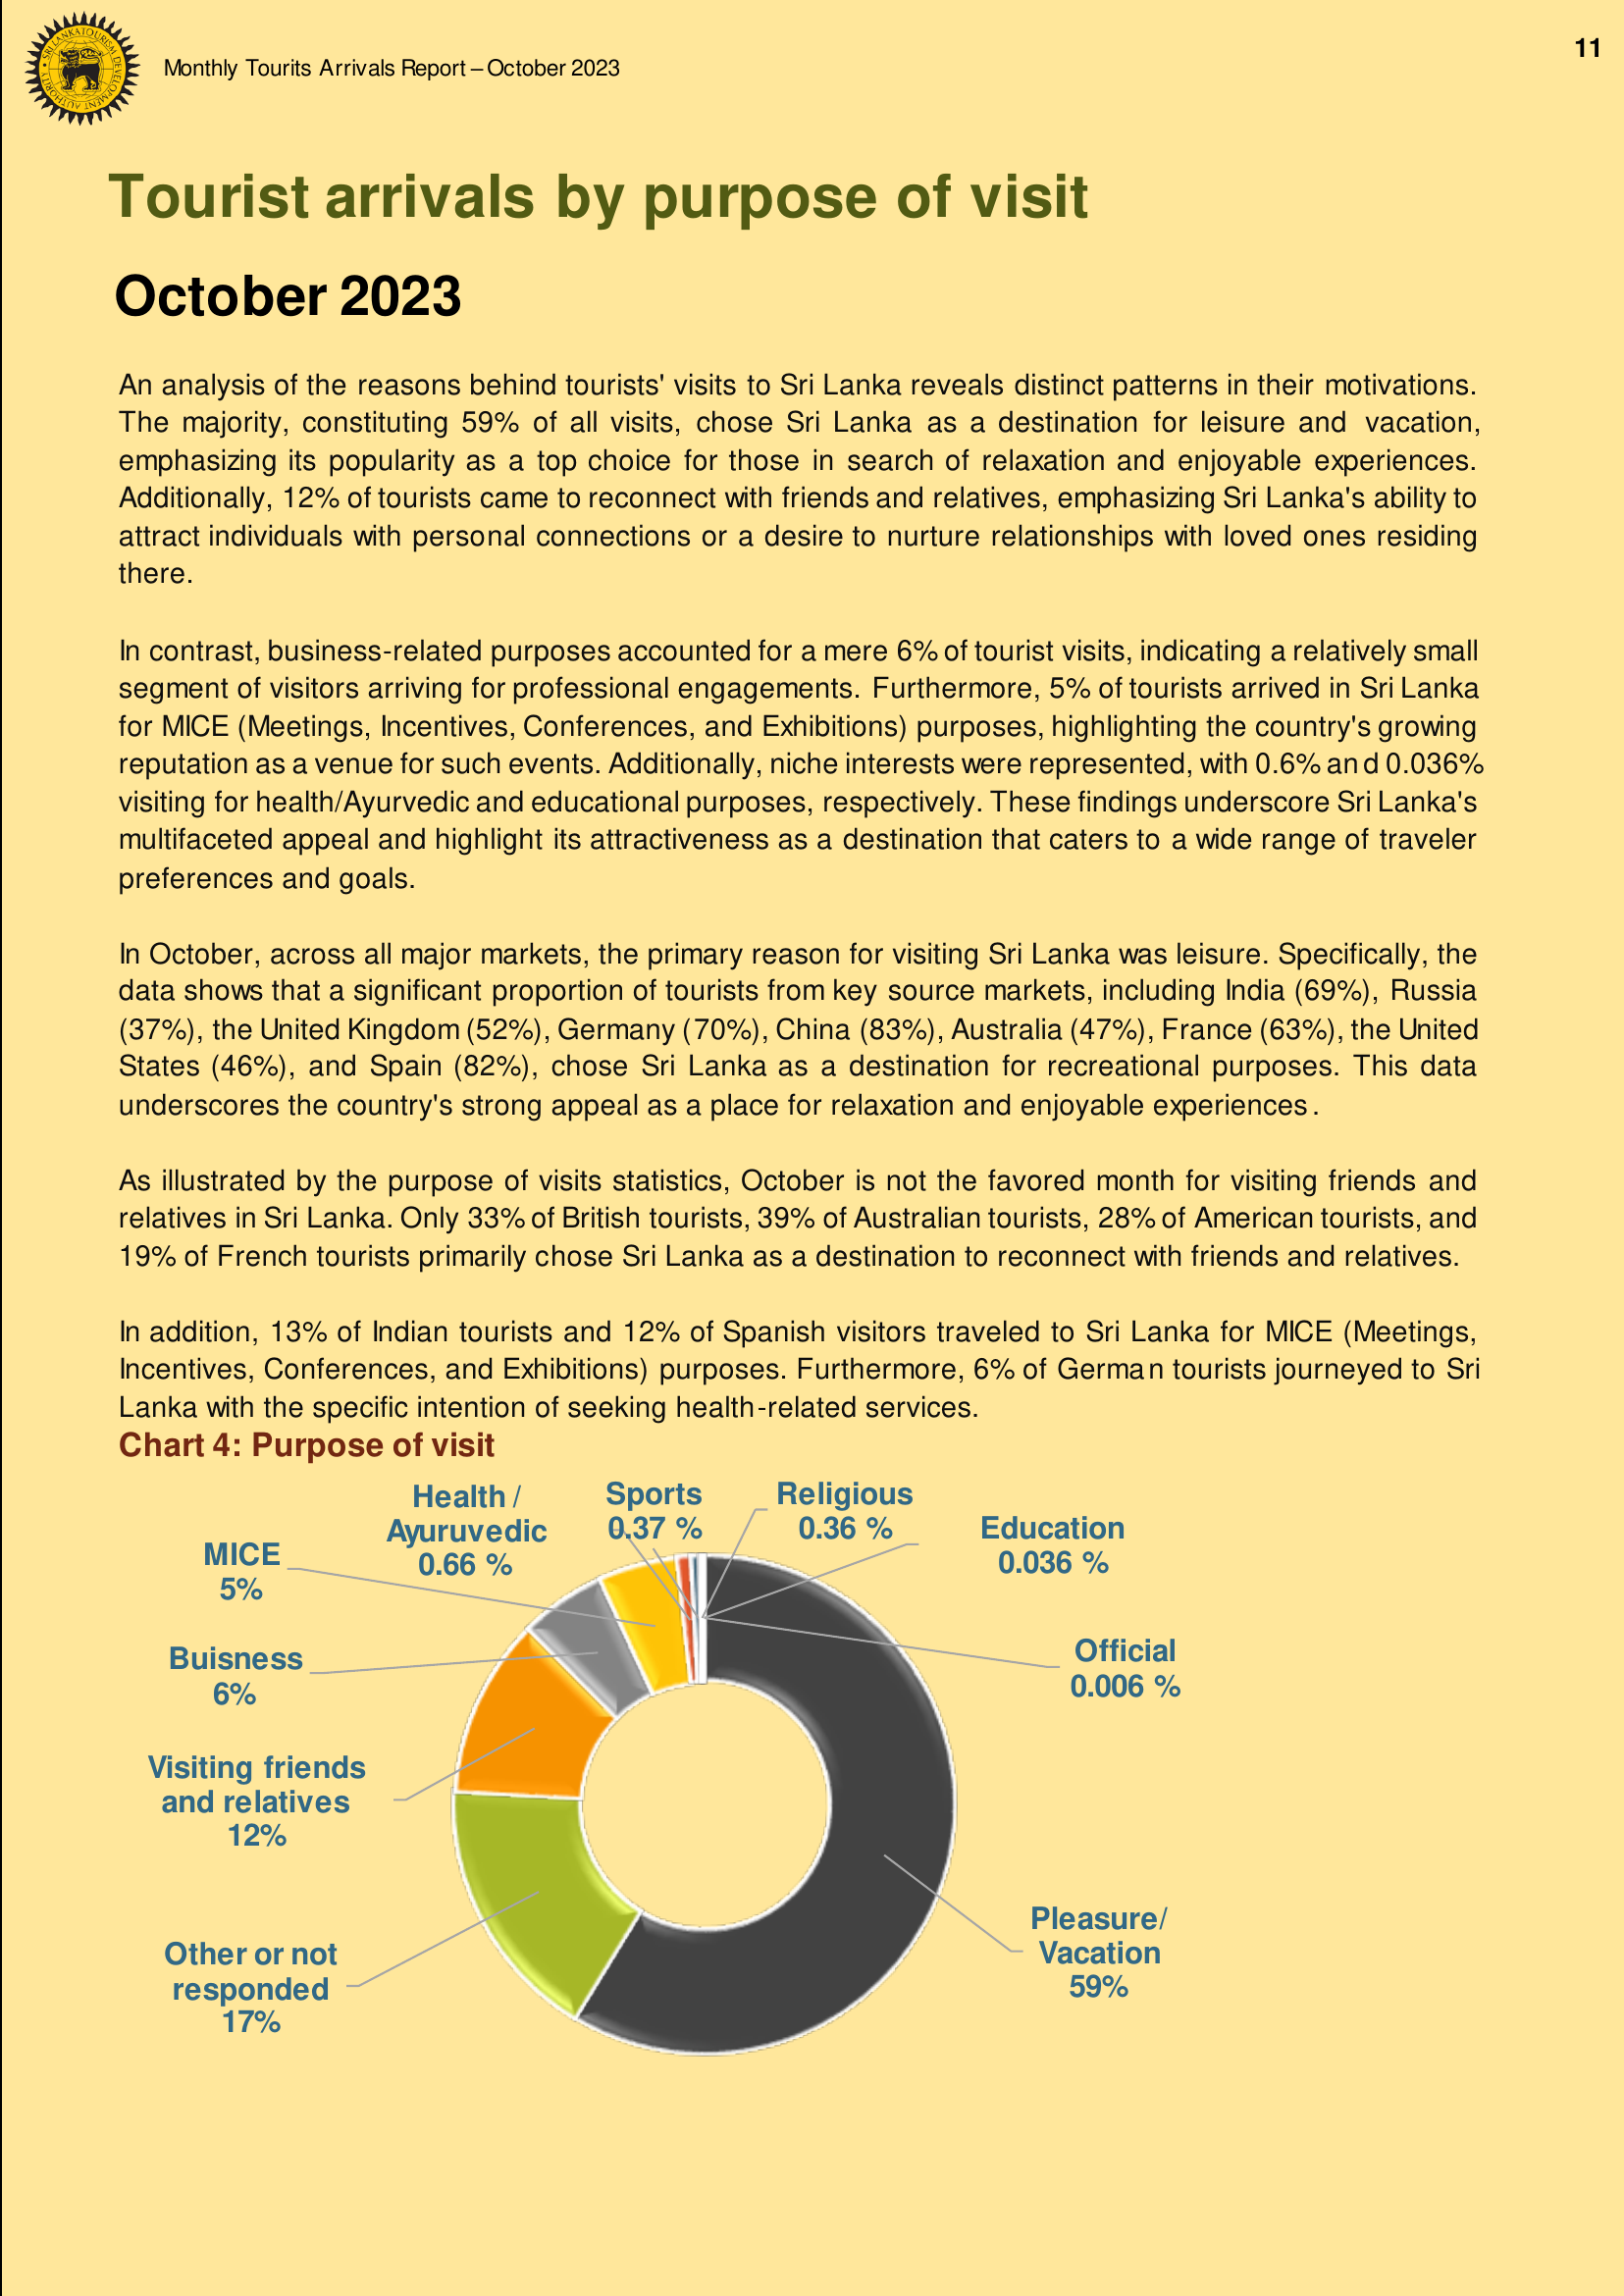 SRI LANKA TOURISM DEVELOPMENT AUTHORITY
Monthly Tourits Arrivals Report – October 2023
11
Tourist arrivals by purpose of visit
October 2023
An analysis of the reasons behind tourists' visits to Sri Lanka reveals distinct patterns in their motivations.
The majority, constituting 59% of all visits, chose Sri Lanka as a destination for leisure and vacation,
emphasizing its popularity as a top choice for those in search of relaxation and enjoyable experiences.
Additionally, 12% of tourists came to reconnect with friends and relatives, emphasizing Sri Lanka's ability to
attract individuals with personal connections or a desire to nurture relationships with loved ones residing
there.
In contrast, business-related purposes accounted for a mere 6% of tourist visits, indicating a relatively small
segment of visitors arriving for professional engagements. Furthermore, 5% of tourists arrived in Sri Lanka
for MICE (Meetings, Incentives, Conferences, and Exhibitions) purposes, highlighting the country's growing
reputation as a venue for such events. Additionally, niche interests were represented, with 0.6% and 0.036%
visiting for health/Ayurvedic and educational purposes, respectively. These findings underscore Sri Lanka's
multifaceted appeal and highlight its attractiveness as a destination that caters to a wide range of traveler
preferences and goals.
In October, across all major markets, the primary reason for visiting Sri Lanka was leisure. Specifically, the
data shows that a significant proportion of tourists from key source markets, including India (69%), Russia
(37%), the United Kingdom (52%), Germany (70%), China (83%), Australia (47%), France (63%), the United
States (46%), and Spain (82%), chose Sri Lanka as a destination for recreational purposes. This data
underscores the country's strong appeal as a place for relaxation and enjoyable experiences.
As illustrated by the purpose of visits statistics, October is not the favored month for visiting friends and
relatives in Sri Lanka. Only 33% of British tourists, 39% of Australian tourists, 28% of American tourists, and
19% of French tourists primarily chose Sri Lanka as a destination to reconnect with friends and relatives.
In addition, 13% of Indian tourists and 12% of Spanish visitors traveled to Sri Lanka for MICE (Meetings,
Incentives, Conferences, and Exhibitions) purposes. Furthermore, 6% of German tourists journeyed to Sri
Lanka with the specific intention of seeking health-related services.
Chart 4: Purpose of visit
Health /
Ayuruvedic
0.66 %
Sports
0.37 %
Religious
0.36 %
Education
0.036 %
MICE
5%
Official
0.006 %
Buisness
6%
Visiting friends
and relatives
12%
Pleasure/
Vacation
59%
Other or not
responded
17%